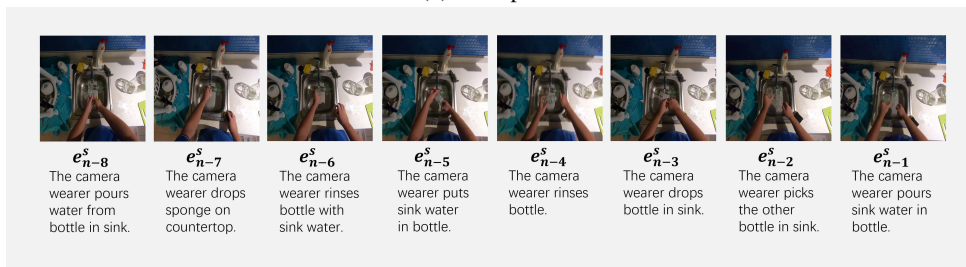 e^s_{n−8}
The camera
wearer pours
water from
bottle in sink.
e^s_{n−7}
The camera
wearer drops
sponge on
countertop.
e^s_{n−6}
The camera
wearer rinses
bottle with
sink water.
e^s_{n−5}
The camera
wearer puts
sink water
in bottle.
e^s_{n−4}
The camera
wearer rinses
bottle.
e^s_{n−3}
The camera
wearer drops
bottle in sink.
e^s_{n−2}
The camera
wearer picks
the other
bottle in sink.
e^s_{n−1}
The camera
wearer pours
sink water in
bottle.